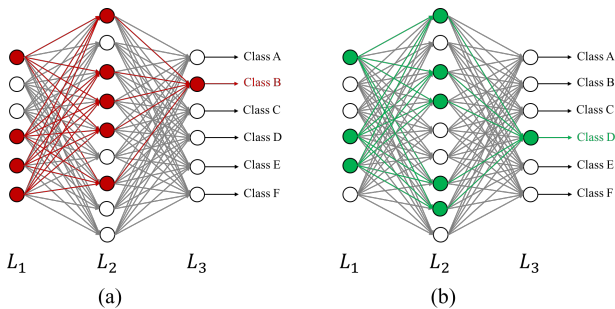 Class A
Class B
Class C
Class D
Class E
Class F
L1 L2 L3
(a)
Class A
Class B
Class C
Class D
Class E
Class F
L1 L2 L3
(b)